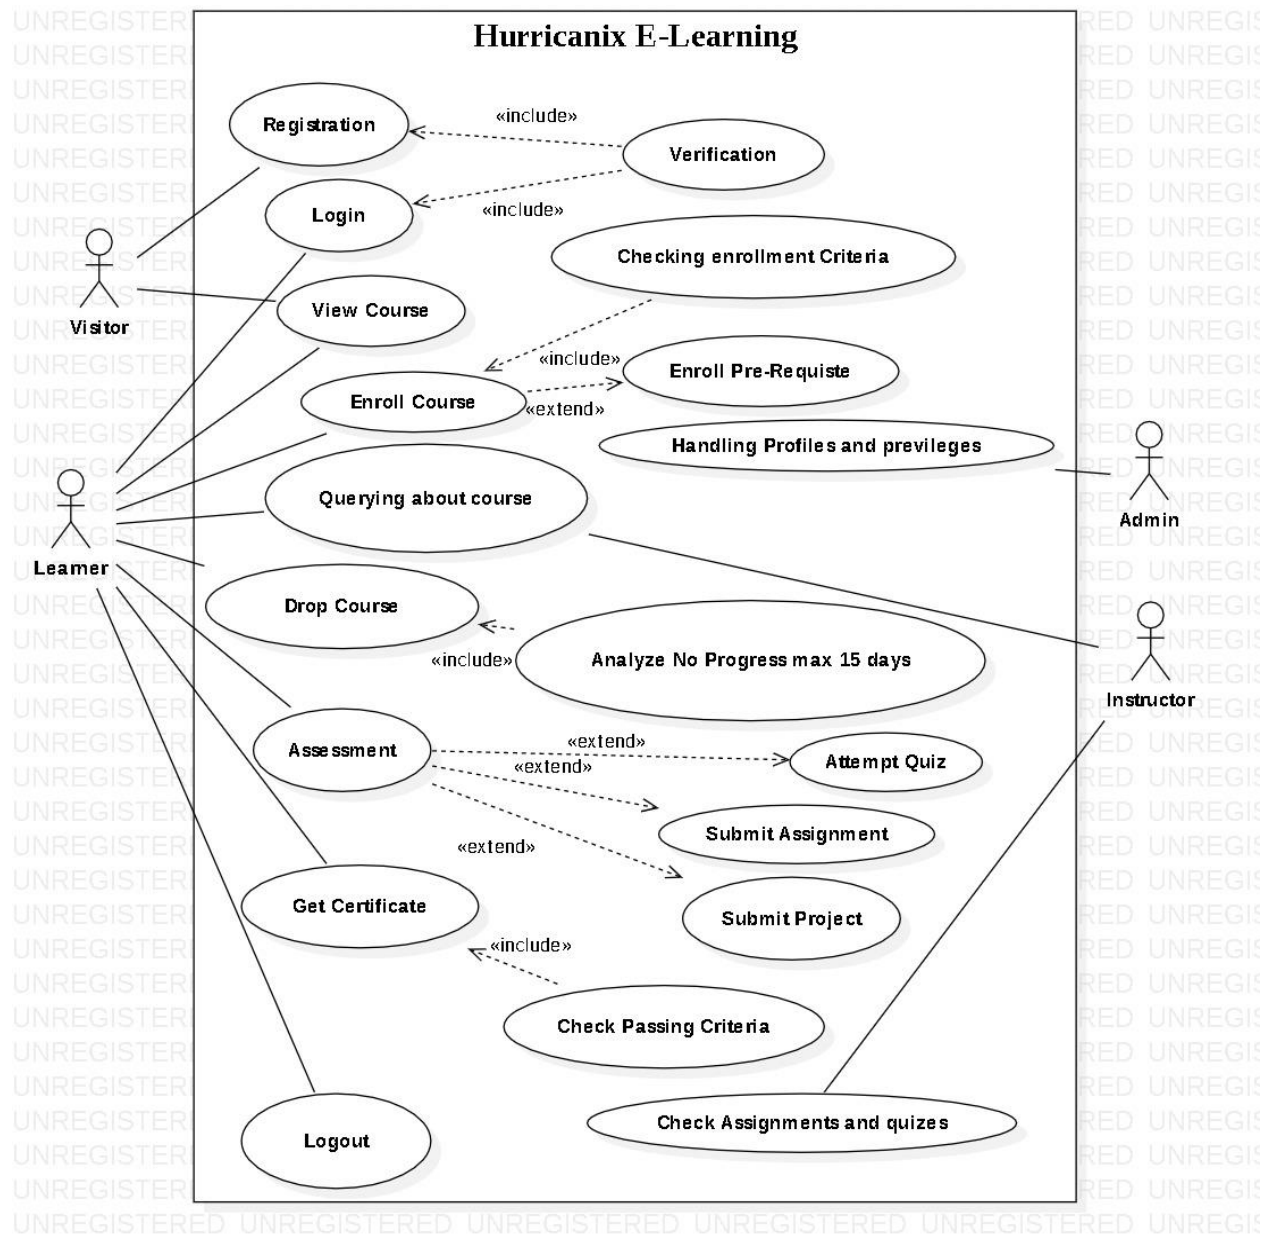 Hurricanix E-Learning
Registration
«include»
Verification
Login
«include»
Checking enrollment Criteria
View Course
Visitor
«include»
Enroll Pre-Requiste
Enroll Course
«extend»
Handling Profiles and previleges
Querying about course
Admin
Learner
Drop Course
«include»
Analyze No Progress max 15 days
Instructor
Assessment
«extend»
«extend»
Attempt Quiz
Submit Assignment
«extend»
Get Certificate
Submit Project
«include»
Check Passing Criteria
Check Assignments and quizes
Logout
UNREGISTERED UNREGISTERED UNREGISTERED UNREGISTERED UNREGISTERED UNREGIS